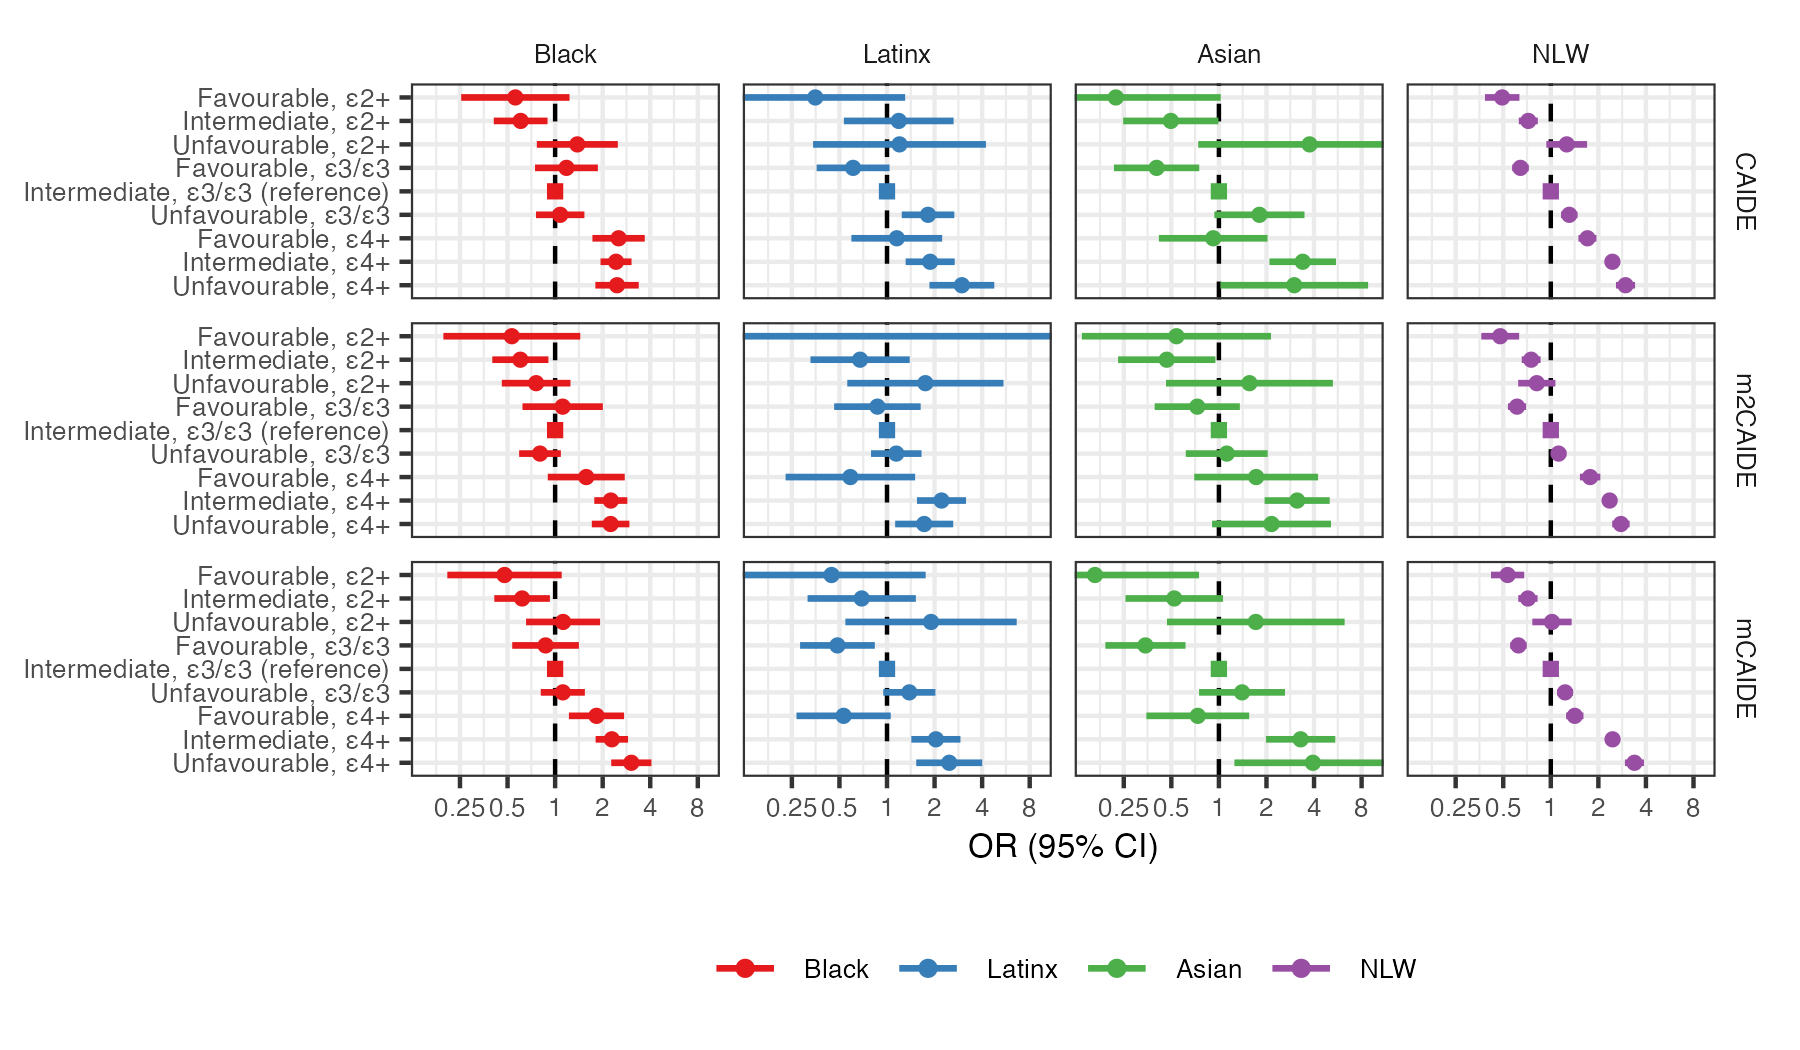 Black Latinx Asian NLW
Favourable, ε2+
Intermediate, ε2+
Unfavourable, ε2+
Favourable, ε3/ε3
Intermediate, ε3/ε3 (reference)
Unfavourable, ε3/ε3
Favourable, ε4+
Intermediate, ε4+
Unfavourable, ε4+
CAIDE
Favourable, ε2+
Intermediate, ε2+
Unfavourable, ε2+
Favourable, ε3/ε3
Intermediate, ε3/ε3 (reference)
Unfavourable, ε3/ε3
Favourable, ε4+
Intermediate, ε4+
Unfavourable, ε4+
m2CAIDE
Favourable, ε2+
Intermediate, ε2+
Unfavourable, ε2+
Favourable, ε3/ε3
Intermediate, ε3/ε3 (reference)
Unfavourable, ε3/ε3
Favourable, ε4+
Intermediate, ε4+
Unfavourable, ε4+
mCAIDE
0.25 0.5 1 2 4 8 0.25 0.5 1 2 4 8 0.25 0.5 1 2 4 8 0.25 0.5 1 2 4 8
OR (95% CI)
Black Latinx Asian NLW